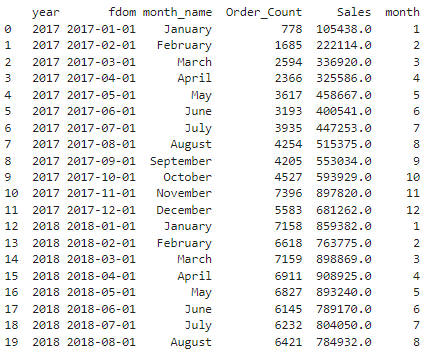 year fdom month_name Order_Count Sales month
0 2017 2017-01-01 January 778 105438.0 1
1 2017 2017-02-01 February 1685 222114.0 2
2 2017 2017-03-01 March 2594 336920.0 3
3 2017 2017-04-01 April 2366 325586.0 4
4 2017 2017-05-01 May 3617 458667.0 5
5 2017 2017-06-01 June 3193 400541.0 6
6 2017 2017-07-01 July 3935 447253.0 7
7 2017 2017-08-01 August 4254 515375.0 8
8 2017 2017-09-01 September 4205 553034.0 9
9 2017 2017-10-01 October 4527 593929.0 10
10 2017 2017-11-01 November 7396 897820.0 11
11 2017 2017-12-01 December 5583 681262.0 12
12 2018 2018-01-01 January 7158 859382.0 1
13 2018 2018-02-01 February 6618 763775.0 2
14 2018 2018-03-01 March 7159 898869.0 3
15 2018 2018-04-01 April 6911 908925.0 4
16 2018 2018-05-01 May 6827 893240.0 5
17 2018 2018-06-01 June 6145 789170.0 6
18 2018 2018-07-01 July 6232 804050.0 7
19 2018 2018-08-01 August 6421 784932.0 8